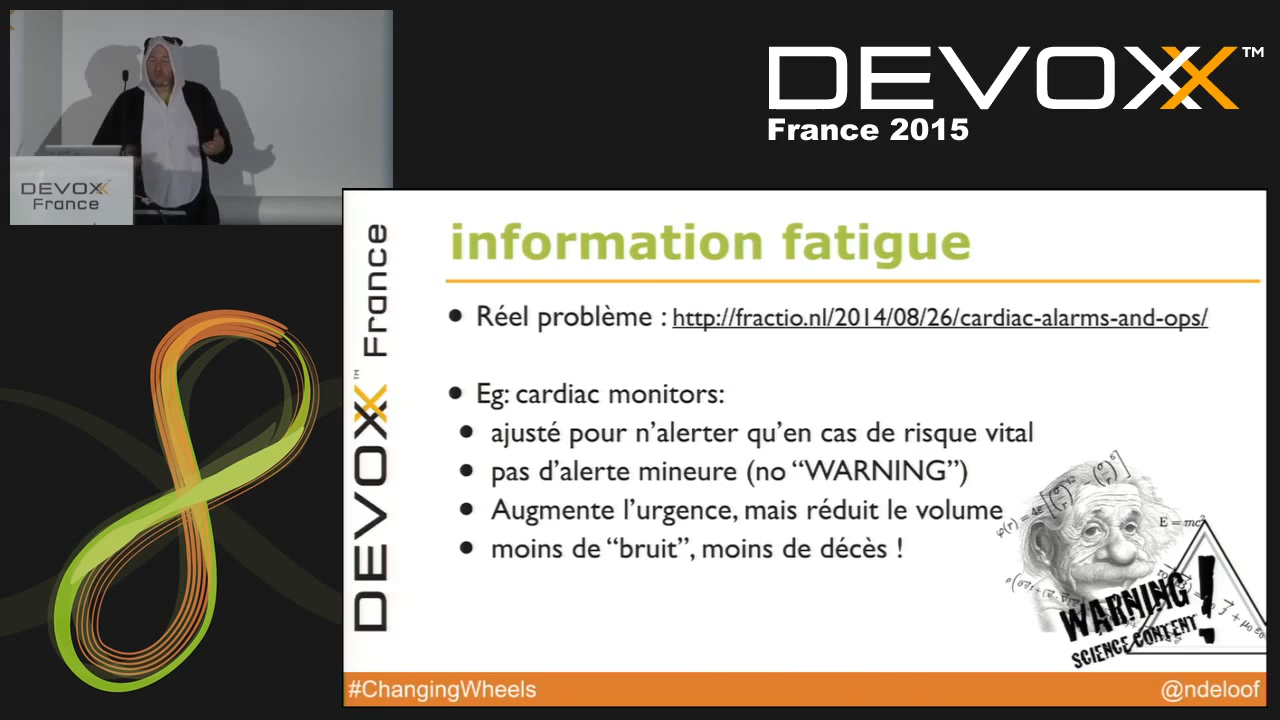 DEVOXX™
France 2015
DEVOXX
France
DEVOXX™ France
information fatigue
• Réel problème : http://fractio.nl/2014/08/26/cardiac-alarms-and-ops/
• Eg: cardiac monitors:
• ajusté pour n’alerter qu’en cas de risque vital
• pas d’alerte mineure (no “WARNING”)
• Augmente l’urgence, mais réduit le volume
• moins de “bruit”, moins de décès !
E = mc²
WARNING!
SCIENCE CONTENT
#ChangingWheels
@ndeloof